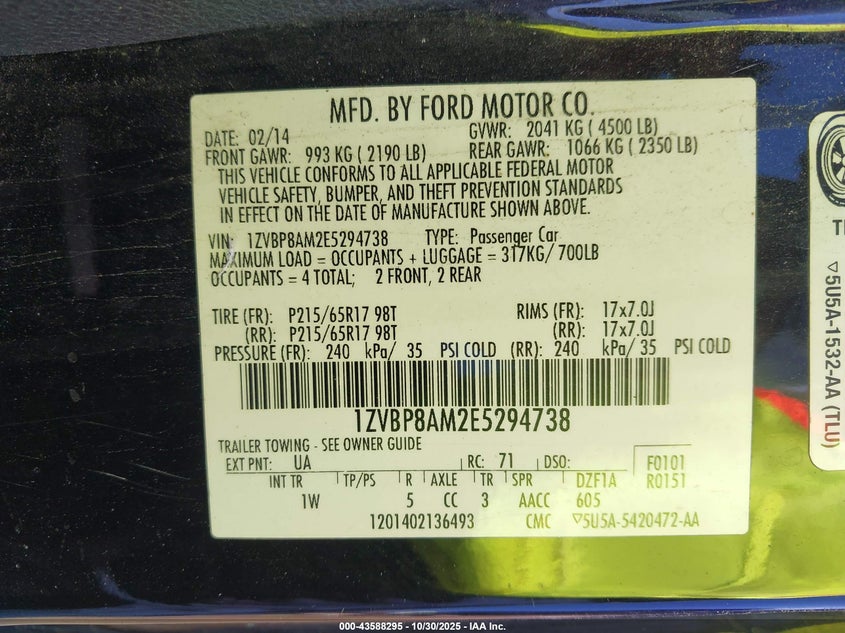 MFD. BY FORD MOTOR CO.
DATE: 02/14 GVWR: 2041 KG ( 4500 LB)
FRONT GAWR: 993 KG ( 2190 LB) REAR GAWR: 1066 KG ( 2350 LB)
THIS VEHICLE CONFORMS TO ALL APPLICABLE FEDERAL MOTOR
VEHICLE SAFETY, BUMPER, AND THEFT PREVENTION STANDARDS
IN EFFECT ON THE DATE OF MANUFACTURE SHOWN ABOVE.
VIN: 1ZVBP8AM2E5294738 TYPE: Passenger Car
MAXIMUM LOAD = OCCUPANTS + LUGGAGE = 317KG/ 700LB
OCCUPANTS = 4 TOTAL; 2 FRONT, 2 REAR
TIRE (FR): P215/65R17 98T RIMS (FR): 17x7.0J
(RR): P215/65R17 98T (RR): 17x7.0J
PRESSURE (FR): 240 kPa/ 35 PSI COLD (RR): 240 kPa/ 35 PSI COLD
1ZVBP8AM2E5294738
TRAILER TOWING - SEE OWNER GUIDE
EXT PNT: UA RC: 71 DSO: F0101
INT TR TP/PS R AXLE TR SPR DZF1A R0151
1W 5 CC 3 AACC 605
1201402136493 CMC ▽5U5A-5420472-AA
▽5U5A-1532-AA (TLU)
000-43588295 - 10/30/2025 - IAA Inc.